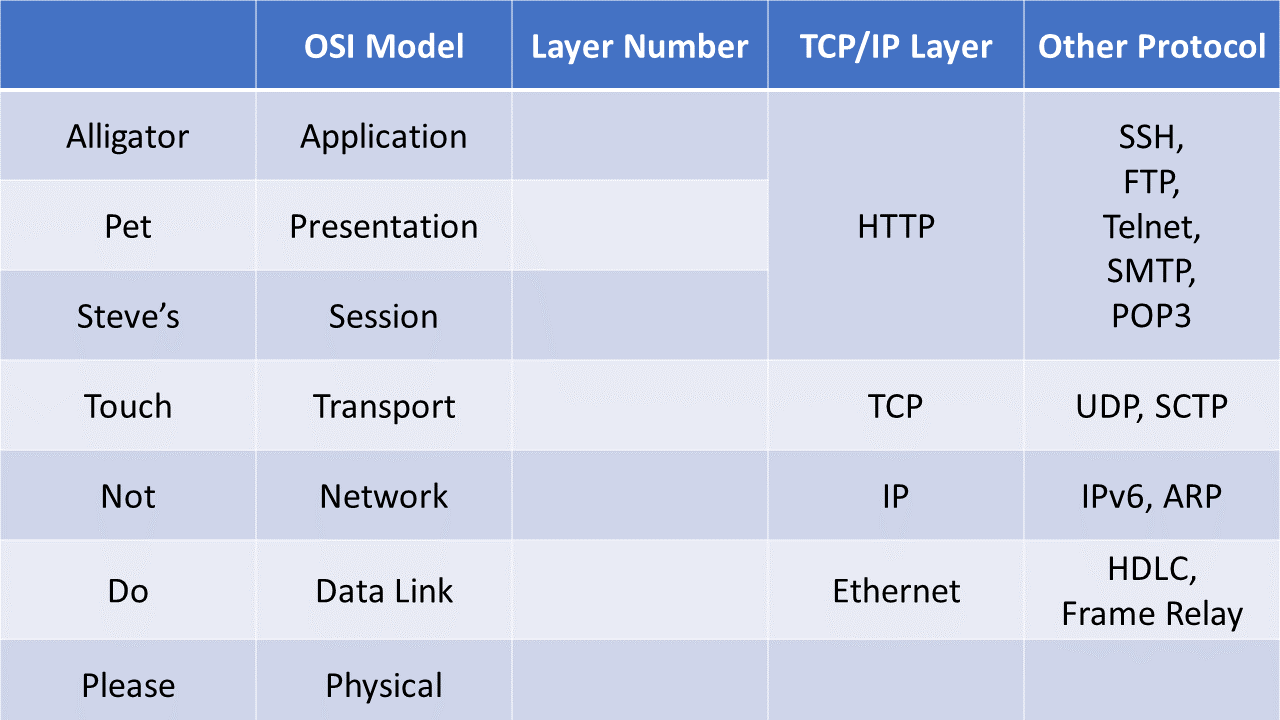 OSI Model Layer Number TCP/IP Layer Other Protocol
Alligator Application
Pet Presentation
Steve’s Session
HTTP
SSH,
FTP,
Telnet,
SMTP,
POP3
Touch Transport TCP UDP, SCTP
Not Network IP IPv6, ARP
Do Data Link Ethernet
HDLC,
Frame Relay
Please Physical